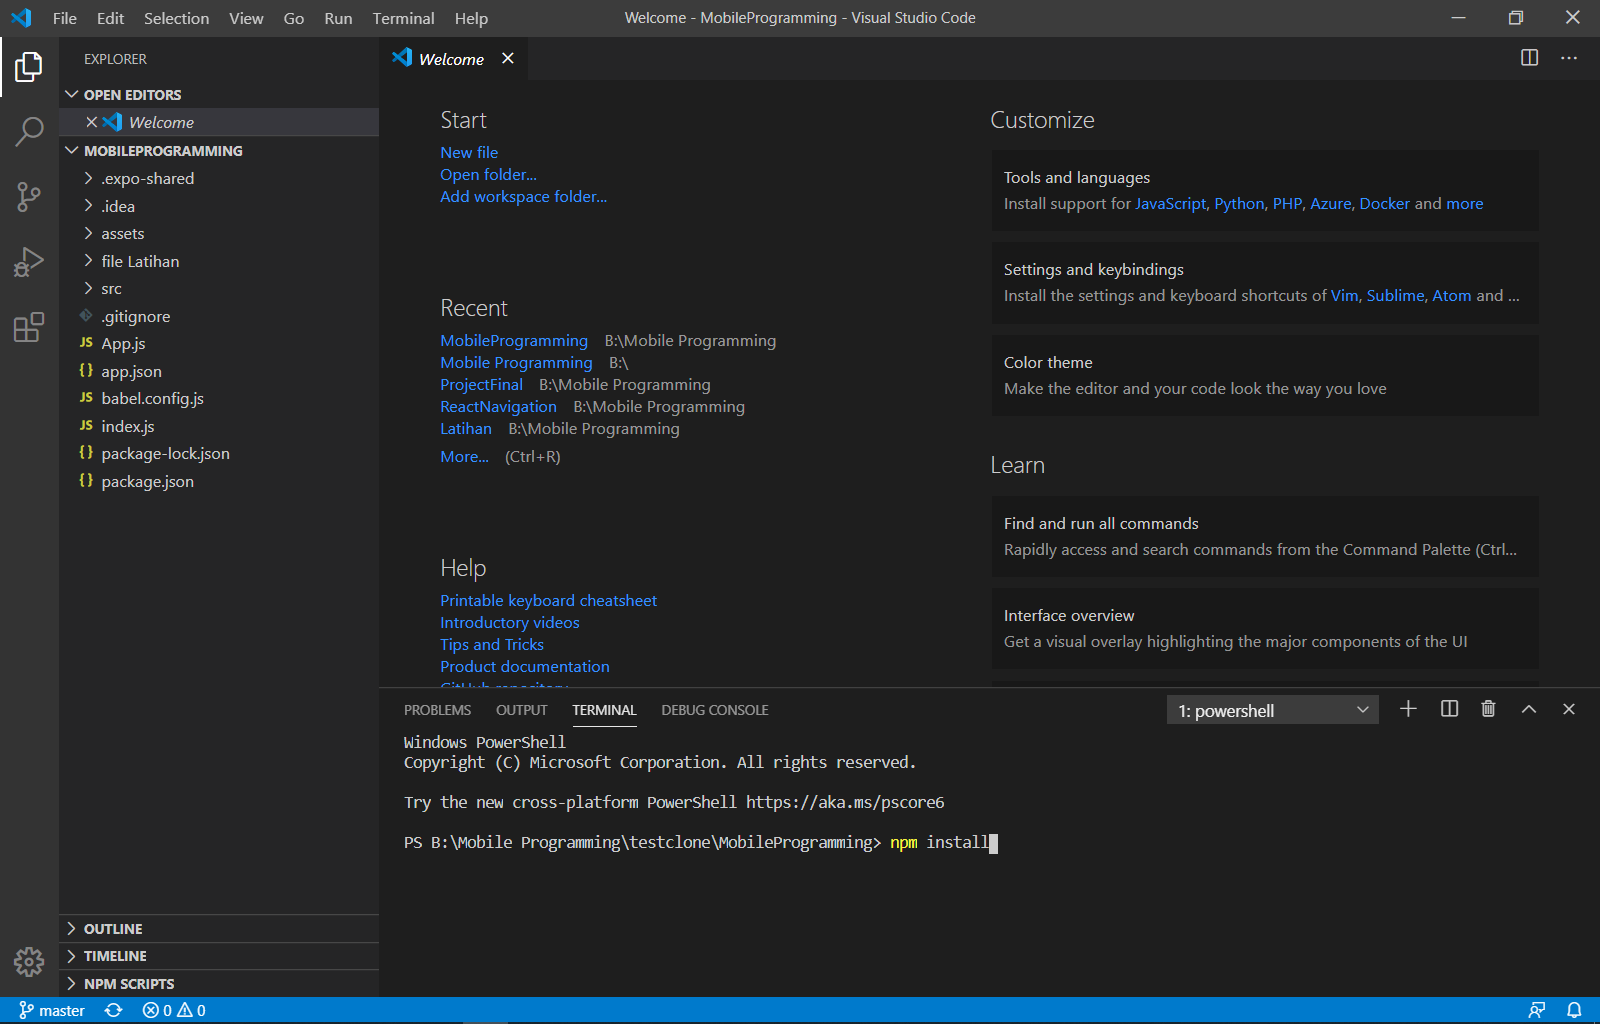 File Edit Selection View Go Run Terminal Help
Welcome - MobileProgramming - Visual Studio Code
EXPLORER
OPEN EDITORS
Welcome
MOBILEPROGRAMMING
.expo-shared
.idea
assets
file Latihan
src
.gitignore
JS App.js
{} app.json
JS babel.config.js
JS index.js
{} package-lock.json
{} package.json
OUTLINE
TIMELINE
NPM SCRIPTS
Welcome
Start
New file
Open folder...
Add workspace folder...
Recent
MobileProgramming B:\Mobile Programming
Mobile Programming B:\
ProjectFinal B:\Mobile Programming
ReactNavigation B:\Mobile Programming
Latihan B:\Mobile Programming
More... (Ctrl+R)
Help
Printable keyboard cheatsheet
Introductory videos
Tips and Tricks
Product documentation
GitHub repository
Customize
Tools and languages
Install support for JavaScript, Python, PHP, Azure, Docker and more
Settings and keybindings
Install the settings and keyboard shortcuts of Vim, Sublime, Atom and ...
Color theme
Make the editor and your code look the way you love
Learn
Find and run all commands
Rapidly access and search commands from the Command Palette (Ctrl...
Interface overview
Get a visual overlay highlighting the major components of the UI
PROBLEMS OUTPUT TERMINAL DEBUG CONSOLE
1: powershell
Windows PowerShell
Copyright (C) Microsoft Corporation. All rights reserved.
Try the new cross-platform PowerShell https://aka.ms/pscore6
PS B:\Mobile Programming\testclone\MobileProgramming> npm install
master 0 0